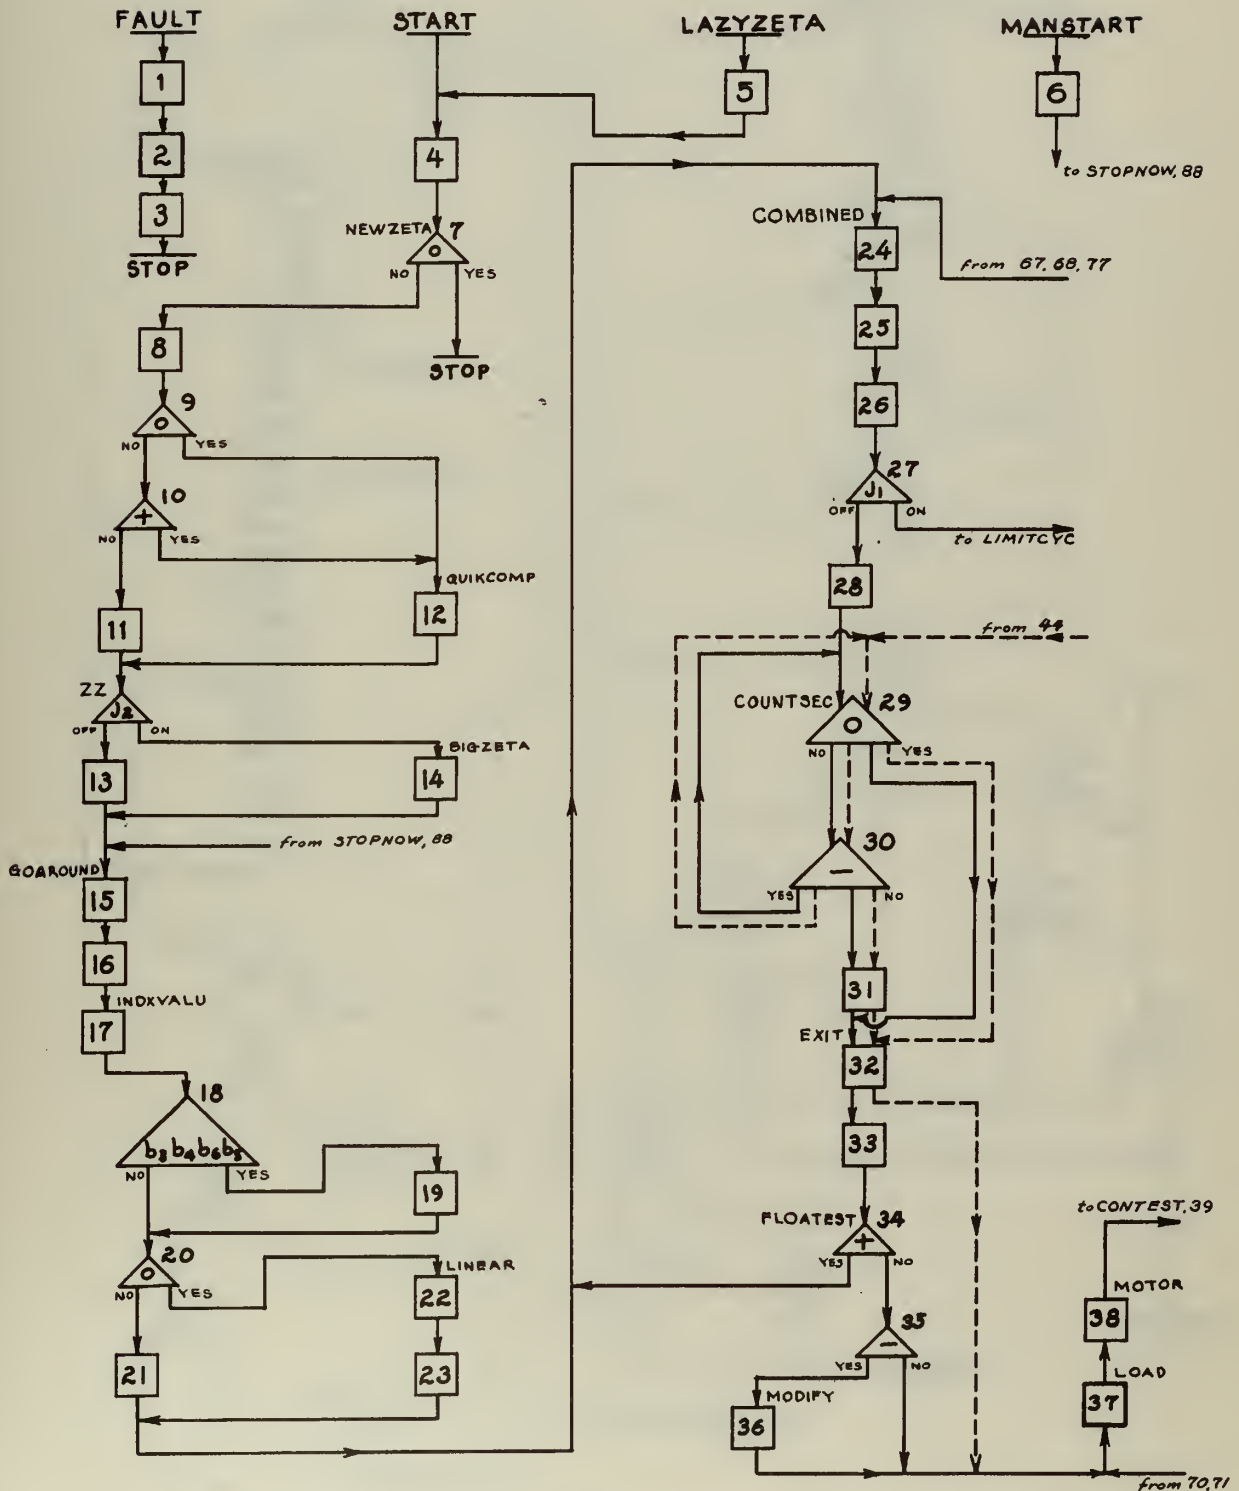 FAULT
START
LAZYZETA
MANSTART
1
5
6
2
4
3
to STOPNOW, 88
STOP
NEWZETA 7
O
NO YES
COMBINED
24
from 67, 68, 77
8
STOP
25
9
O
NO YES
26
10
+
NO YES
27
J1
OFF ON
to LIMITCYC
QUIKCOMP
12
11
28
from 44
ZZ
J2
OFF ON
COUNTSEC 29
O
NO YES
BIGZETA
13
14
from STOPNOW, 88
30
−
YES NO
GOAROUND
15
16
INDXVALU
17
31
EXIT
32
18
b3 b4 b6 b5
NO YES
33
19
FLOATEST 34
+
YES NO
to CONTEST, 39
20
O
NO YES
LINEAR
22
MOTOR
38
35
−
YES NO
21
23
MODIFY
36
LOAD
37
from 70, 71